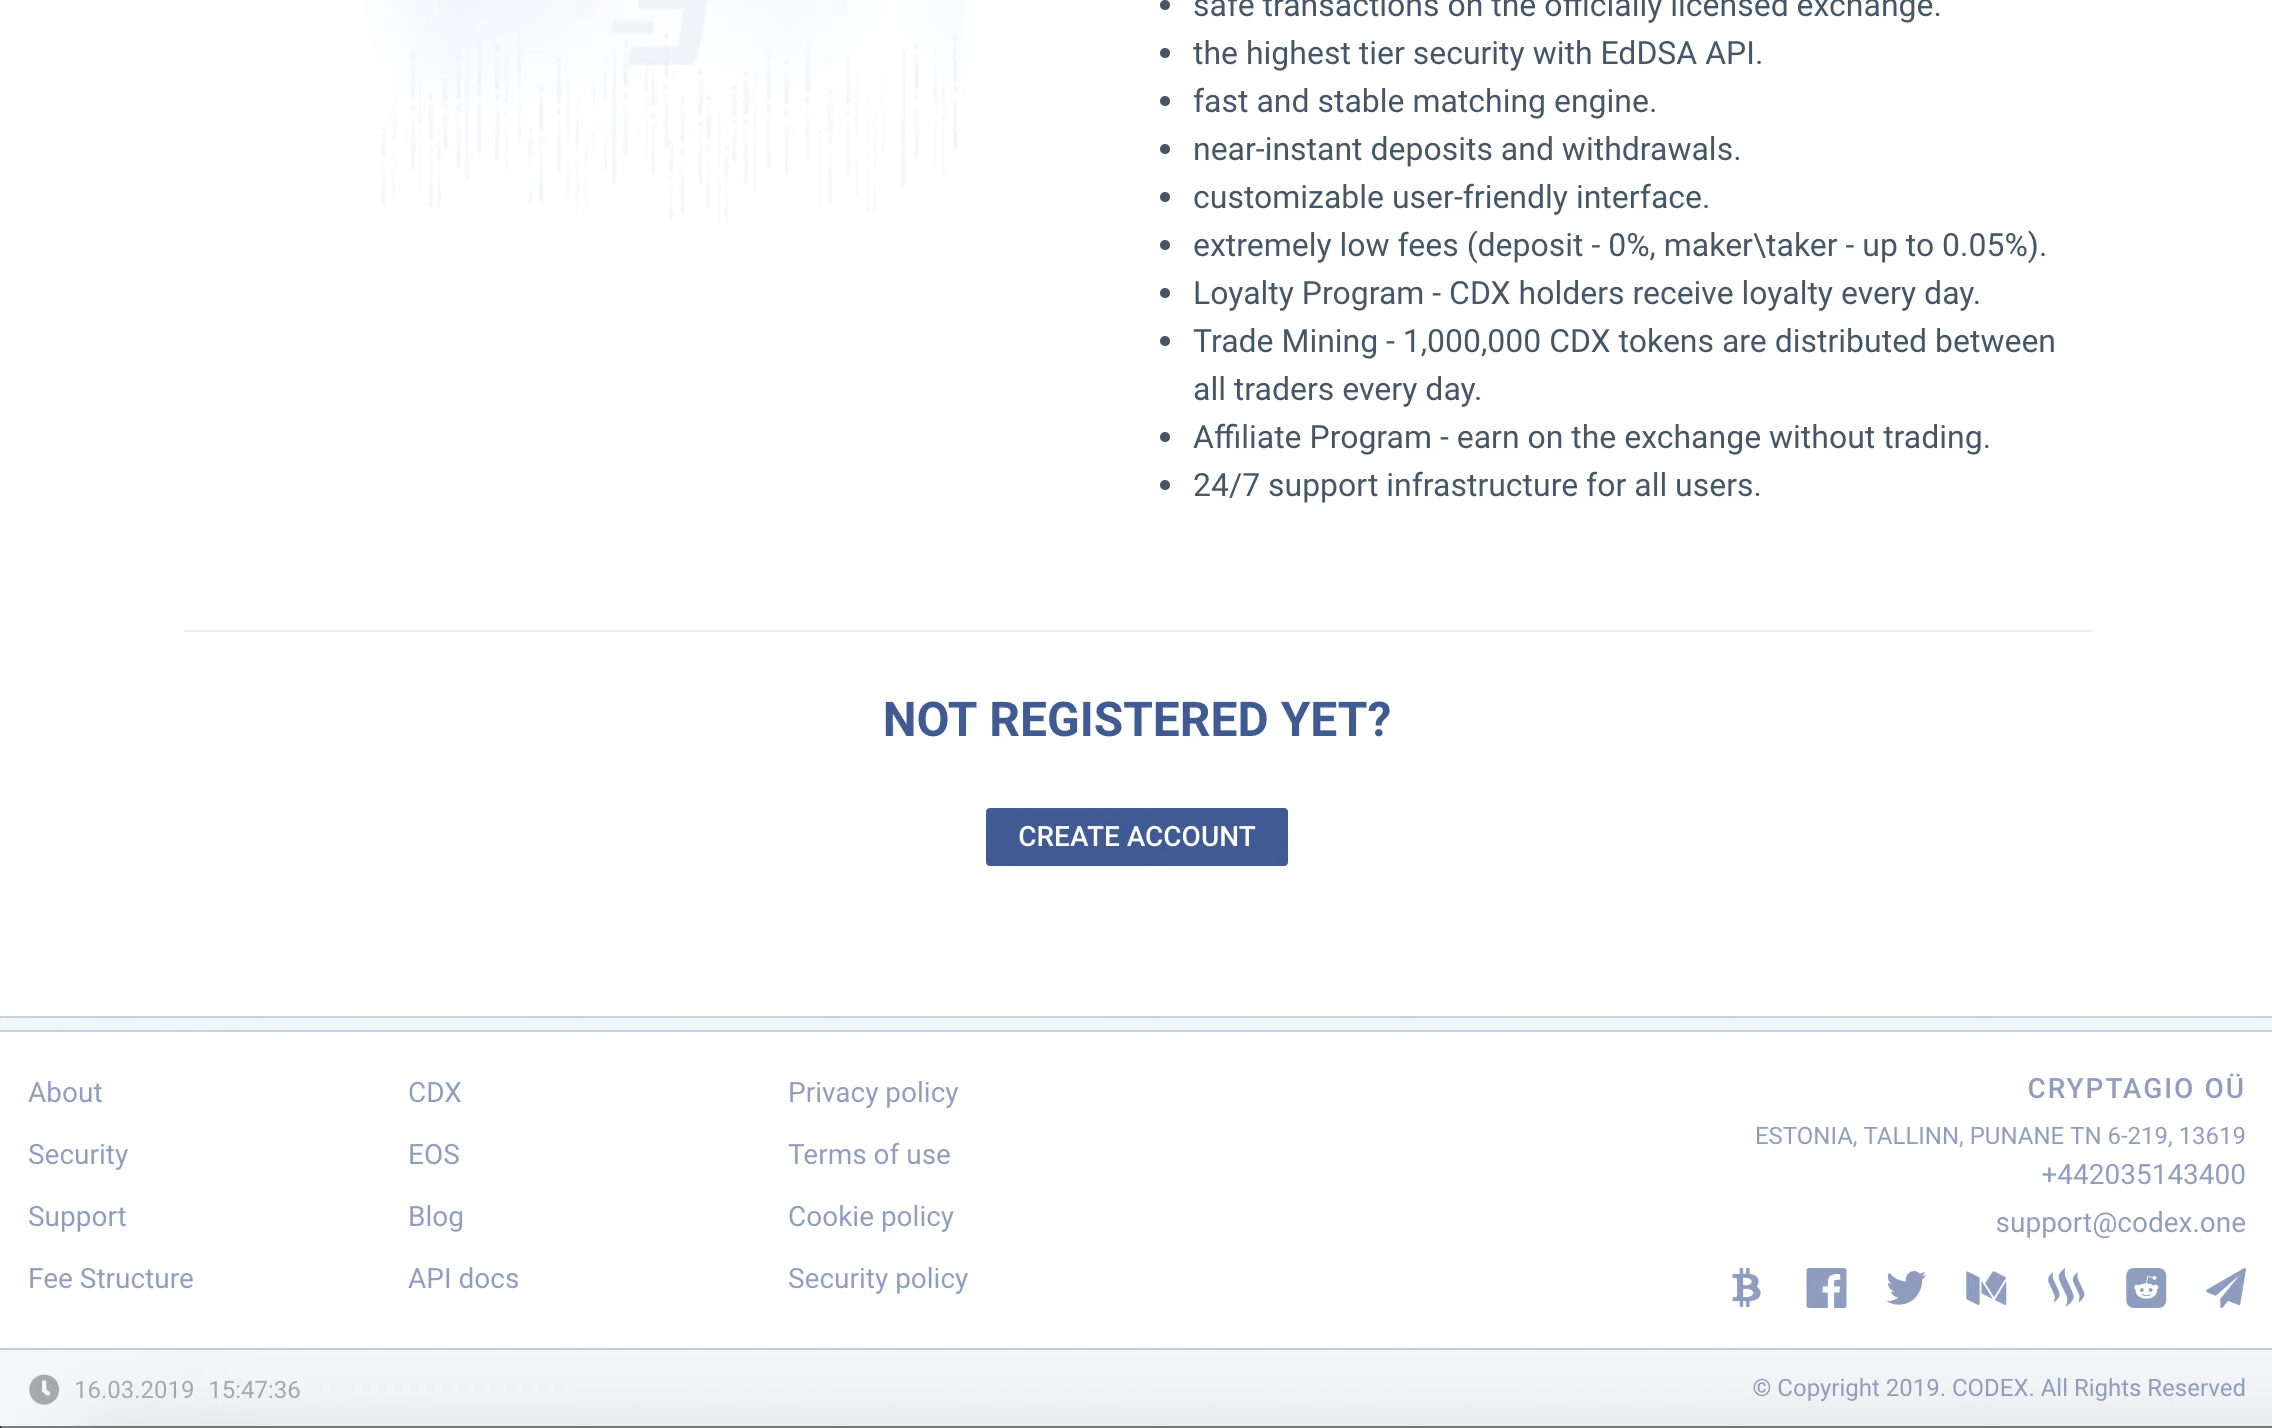 safe transactions on the officially licensed exchange.
the highest tier security with EdDSA API.
fast and stable matching engine.
near-instant deposits and withdrawals.
customizable user-friendly interface.
extremely low fees (deposit - 0%, maker\taker - up to 0.05%).
Loyalty Program - CDX holders receive loyalty every day.
Trade Mining - 1,000,000 CDX tokens are distributed between
all traders every day.
Affiliate Program - earn on the exchange without trading.
24/7 support infrastructure for all users.
NOT REGISTERED YET?
CREATE ACCOUNT
About
Security
Support
Fee Structure
CDX
EOS
Blog
API docs
Privacy policy
Terms of use
Cookie policy
Security policy
CRYPTAGIO OÜ
ESTONIA, TALLINN, PUNANE TN 6-219, 13619
+442035143400
support@codex.one
16.03.2019 15:47:36
© Copyright 2019. CODEX. All Rights Reserved